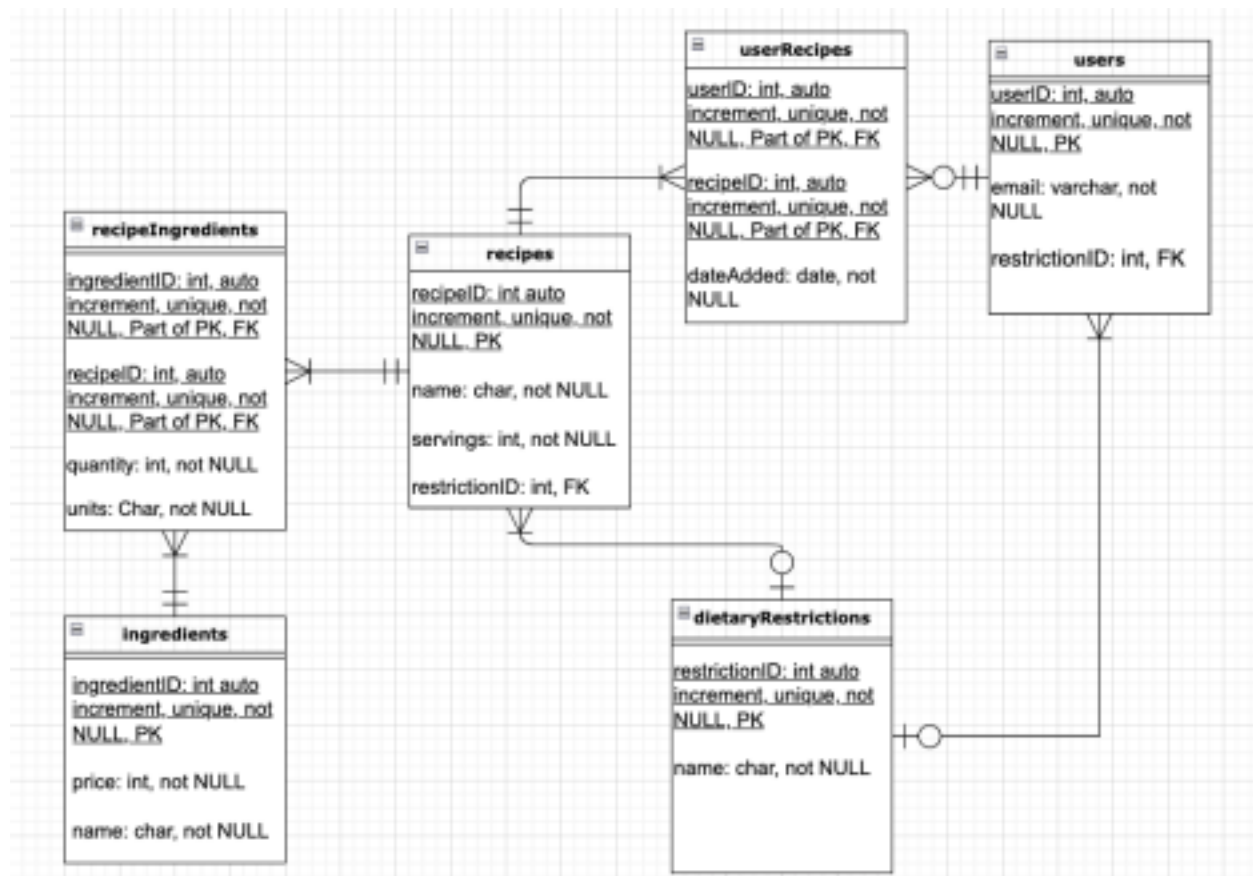 userRecipes
userID: int, auto
increment, unique, not
NULL, Part of PK, FK
recipeID: int, auto
increment, unique, not
NULL, Part of PK, FK
dateAdded: date, not
NULL
users
userID: int, auto
increment, unique, not
NULL, PK
email: varchar, not
NULL
restrictionID: int, FK
recipeIngredients
ingredientID: int, auto
increment, unique, not
NULL, Part of PK, FK
recipeID: int, auto
increment, unique, not
NULL, Part of PK, FK
quantity: int, not NULL
units: Char, not NULL
recipes
recipeID: int auto
increment, unique, not
NULL, PK
name: char, not NULL
servings: int, not NULL
restrictionID: int, FK
ingredients
ingredientID: int auto
increment, unique, not
NULL, PK
price: int, not NULL
name: char, not NULL
dietaryRestrictions
restrictionID: int auto
increment, unique, not
NULL, PK
name: char, not NULL